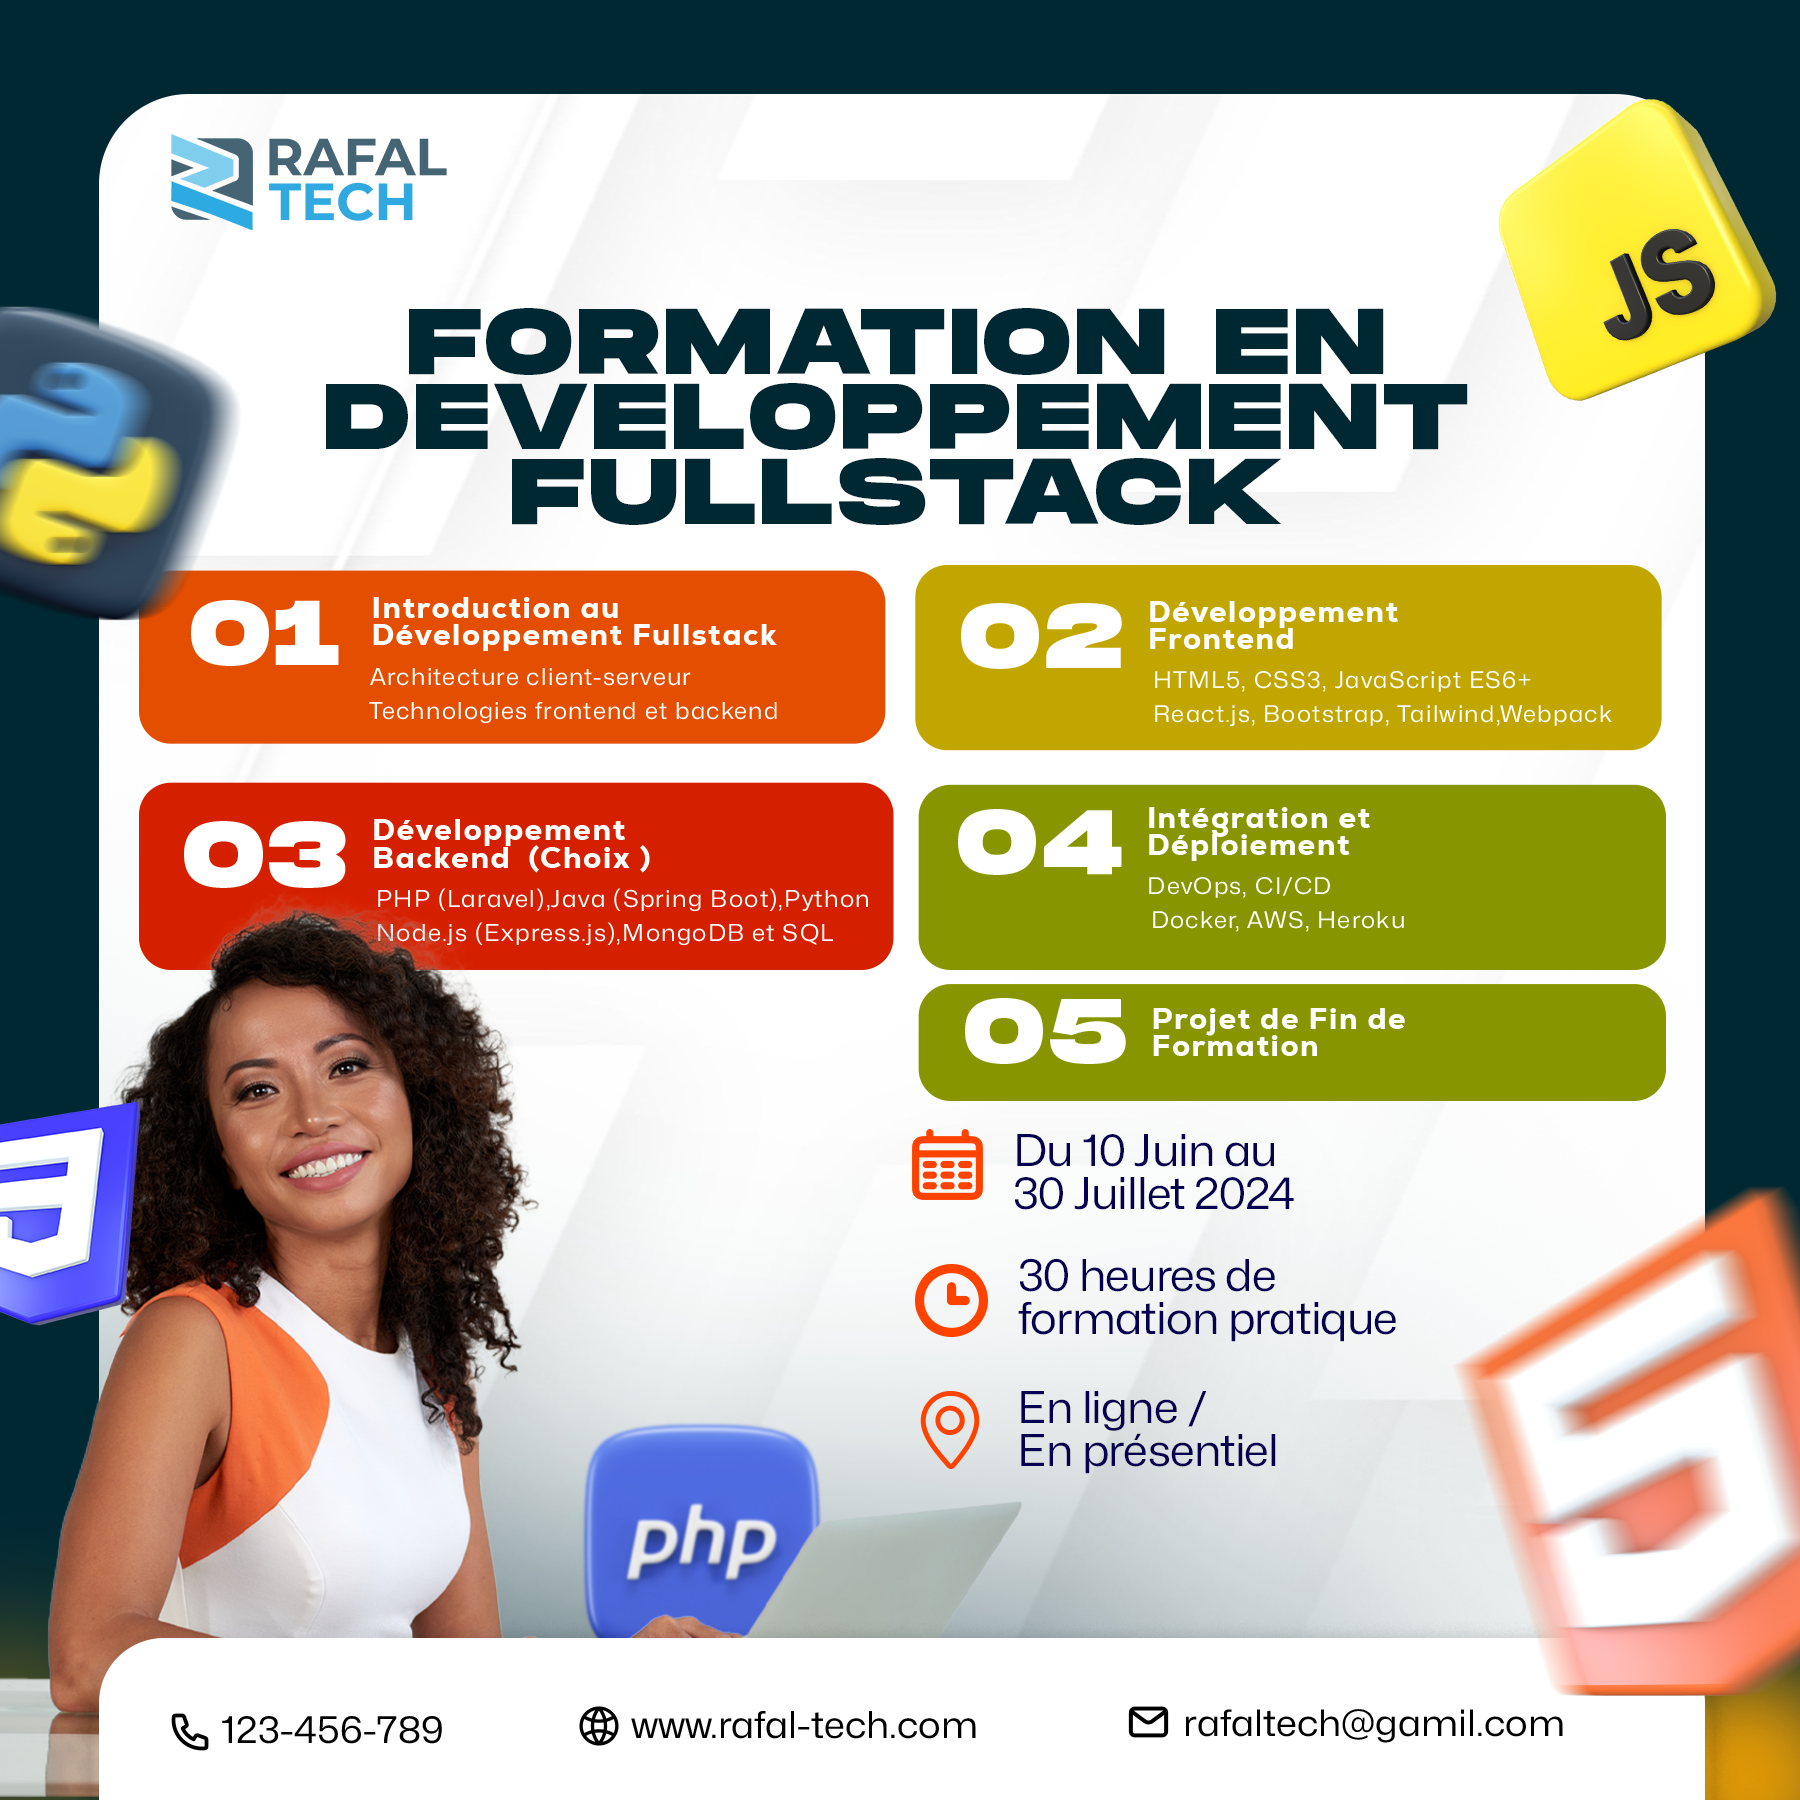 RAFAL
TECH
JS
FORMATION EN
DEVELOPPEMENT
FULLSTACK
01
Introduction au
Développement Fullstack
Architecture client-serveur
Technologies frontend et backend
02
Développement
Frontend
HTML5, CSS3, JavaScript ES6+
React.js, Bootstrap, Tailwind,Webpack
03
Développement
Backend (Choix )
PHP (Laravel),Java (Spring Boot),Python
Node.js (Express.js),MongoDB et SQL
04
Intégration et
Déploiement
DevOps, CI/CD
Docker, AWS, Heroku
05
Projet de Fin de
Formation
Du 10 Juin au
30 Juillet 2024
30 heures de
formation pratique
En ligne /
En présentiel
php
123-456-789
www.rafal-tech.com
rafaltech@gamil.com